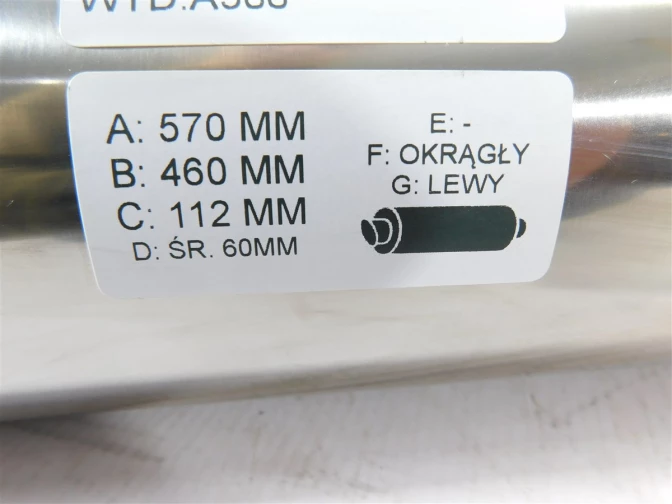 A: 570 MM
B: 460 MM
C: 112 MM
D: ŚR. 60MM
E: -
F: OKRĄGŁY
G: LEWY